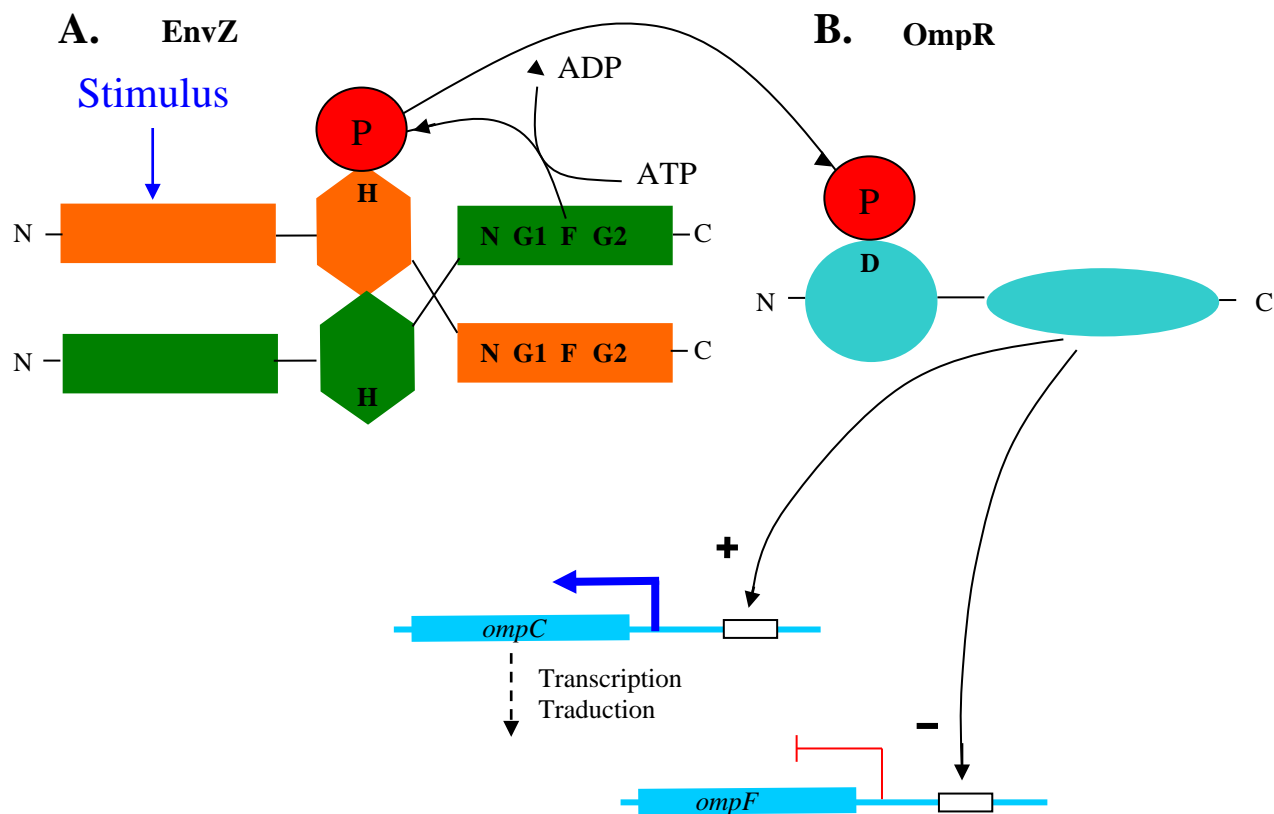 A. EnvZ
B. OmpR
Stimulus
ADP
P
ATP
H
N
N G1 F G2
C
N
H
N G1 F G2
C
P
D
N
C
+
ompC
Transcription
Traduction
−
ompF